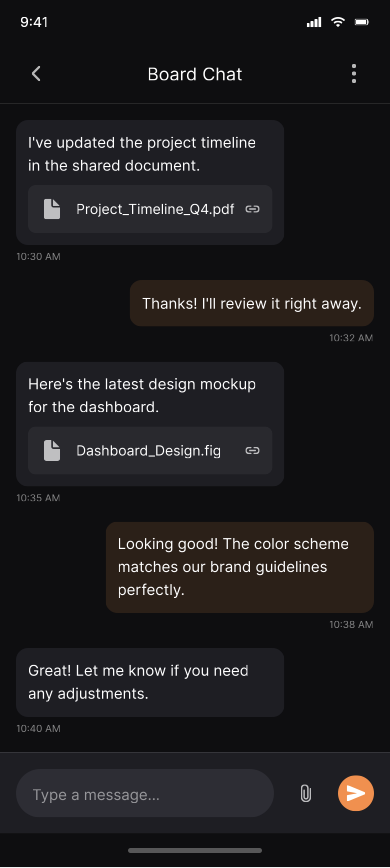 9:41
Board Chat
I've updated the project timeline
in the shared document.
Project_Timeline_Q4.pdf
10:30 AM
Thanks! I'll review it right away.
10:32 AM
Here's the latest design mockup
for the dashboard.
Dashboard_Design.fig
10:35 AM
Looking good! The color scheme
matches our brand guidelines
perfectly.
10:38 AM
Great! Let me know if you need
any adjustments.
10:40 AM
Type a message...